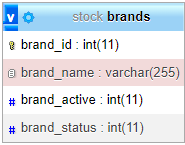 v stock brands
brand_id : int(11)
brand_name : varchar(255)
brand_active : int(11)
brand_status : int(11)